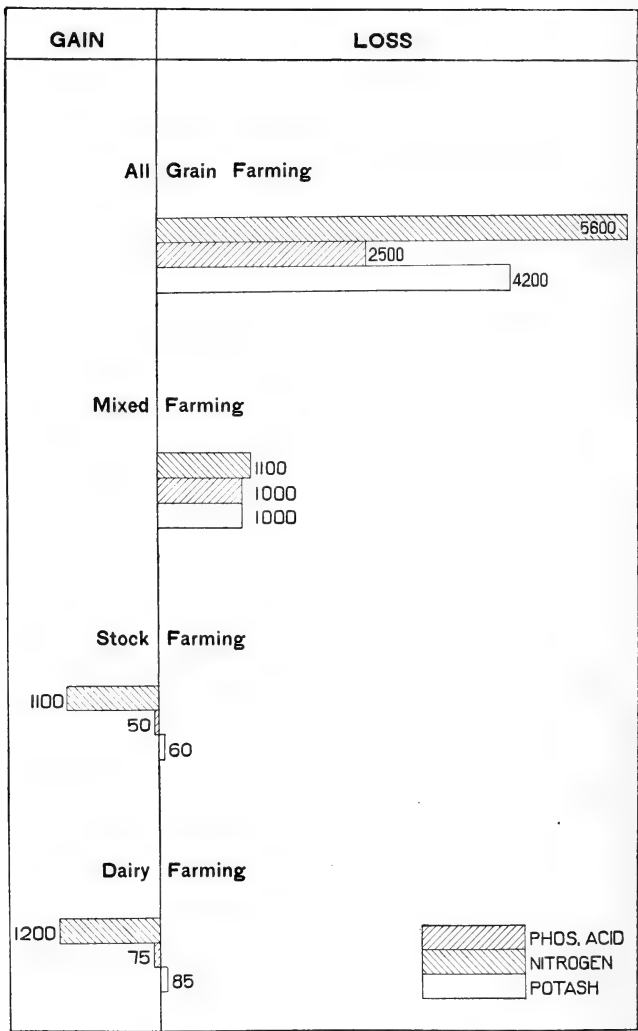 GAIN LOSS
All Grain Farming
5600
2500
4200
Mixed Farming
1100
1000
1000
Stock Farming
1100
50
60
Dairy Farming
1200
75
85
PHOS. ACID
NITROGEN
POTASH